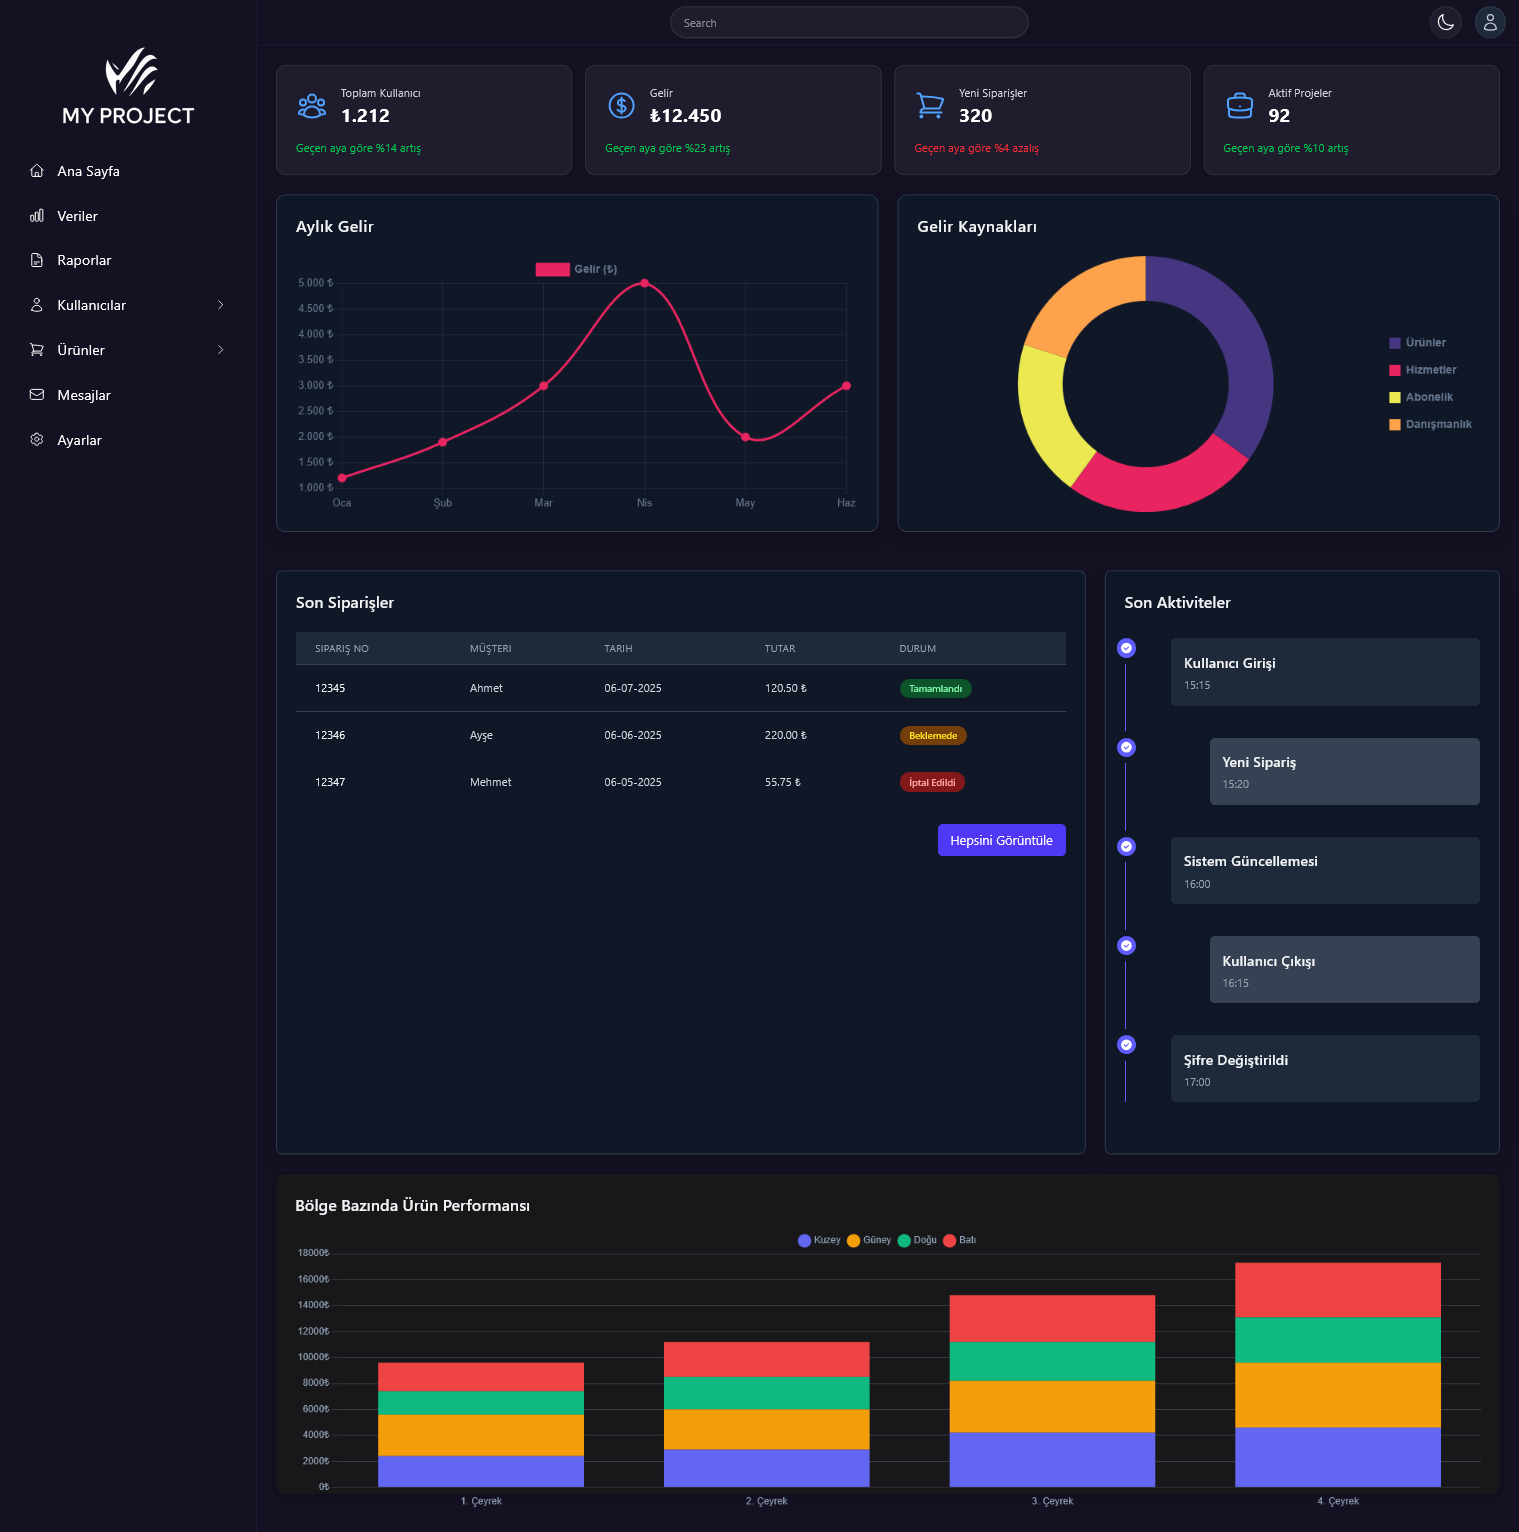 MY PROJECT
Ana Sayfa
Veriler
Raporlar
Kullanıcılar
Ürünler
Mesajlar
Ayarlar
Search
Toplam Kullanıcı
1.212
Geçen aya göre %14 artış
Gelir
₺12.450
Geçen aya göre %23 artış
Yeni Siparişler
320
Geçen aya göre %4 azalış
Aktif Projeler
92
Geçen aya göre %10 artış
Aylık Gelir
Gelir (₺)
5.000 ₺
4.500 ₺
4.000 ₺
3.500 ₺
3.000 ₺
2.500 ₺
2.000 ₺
1.500 ₺
1.000 ₺
Oca Şub Mar Nis May Haz
Gelir Kaynakları
Ürünler
Hizmetler
Abonelik
Danışmanlık
Son Siparişler
SIPARIŞ NO MÜŞTERI TARIH TUTAR DURUM
12345 Ahmet 06-07-2025 120.50 ₺ Tamamlandı
12346 Ayşe 06-06-2025 220.00 ₺ Beklemede
12347 Mehmet 06-05-2025 55.75 ₺ İptal Edildi
Hepsini Görüntüle
Son Aktiviteler
Kullanıcı Girişi
15:15
Yeni Sipariş
15:20
Sistem Güncellemesi
16:00
Kullanıcı Çıkışı
16:15
Şifre Değiştirildi
17:00
Bölge Bazında Ürün Performansı
Kuzey Güney Doğu Batı
18000₺
16000₺
14000₺
12000₺
10000₺
8000₺
6000₺
4000₺
2000₺
0₺
1. Çeyrek 2. Çeyrek 3. Çeyrek 4. Çeyrek